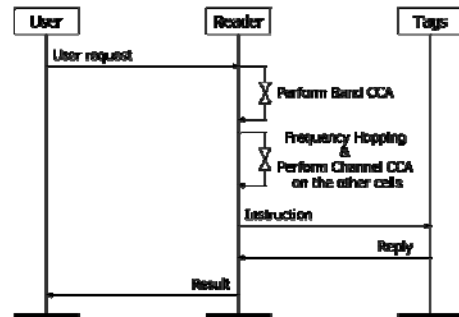 User
Reader
Tags
User request
Perform Band CCA
Frequency Hopping
&
Perform Channel CCA
on the other cells
Instruction
Reply
Result